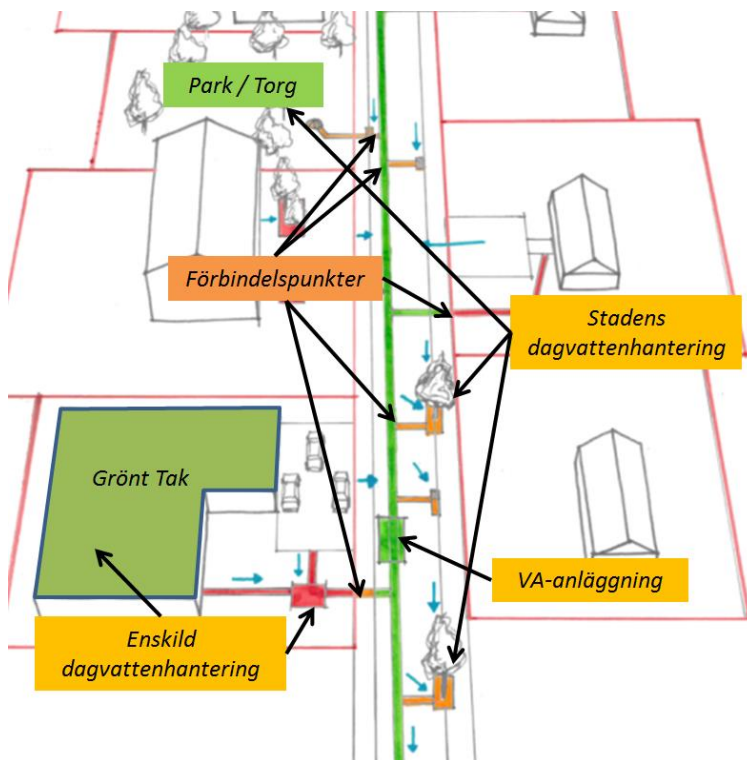 Park / Torg
Förbindelspunkter
Stadens
dagvattenhantering
Grönt Tak
VA-anläggning
Enskild
dagvattenhantering